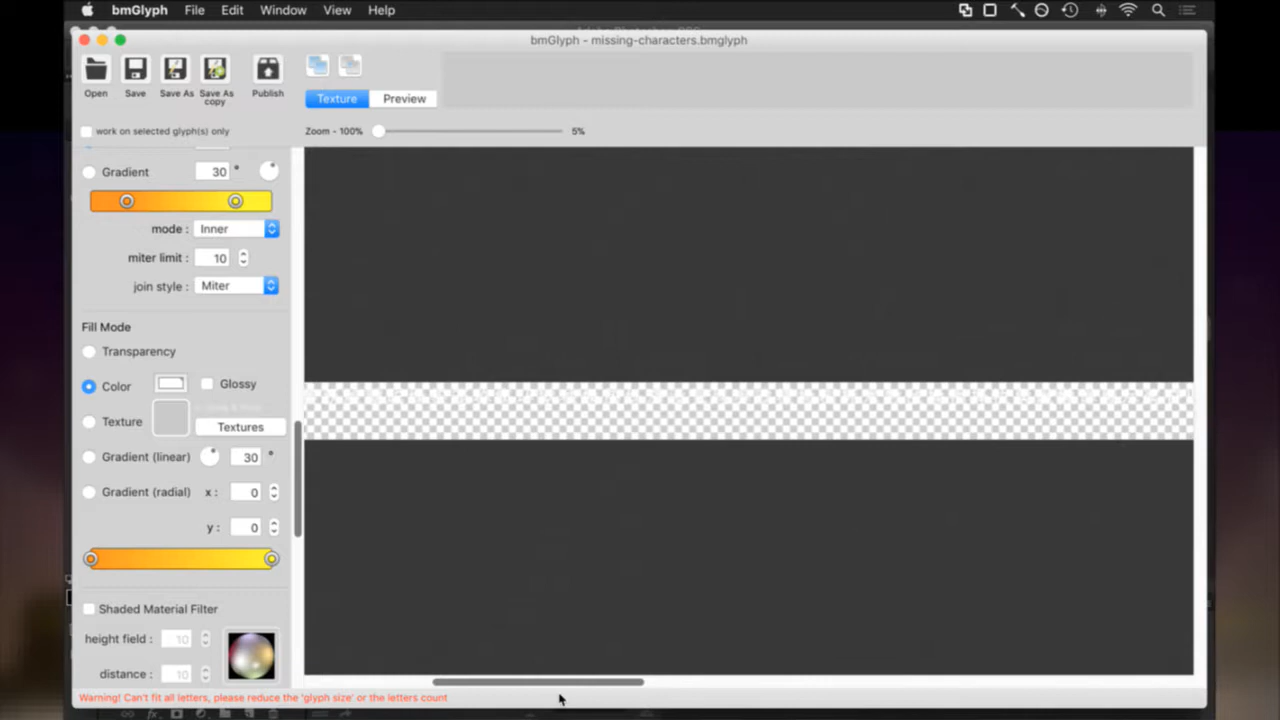 bmGlyph File Edit Window View Help
bmGlyph - missing-characters.bmglyph
Open Save Save As Save As copy Publish
Texture Preview
work on selected glyph(s) only
Zoom - 100% 5%
Gradient 30 °
mode : Inner
miter limit : 10
join style : Miter
Fill Mode
Transparency
Color Glossy
Texture Textures
Gradient (linear) 30 °
Gradient (radial) x : 0
y : 0
Shaded Material Filter
height field : 10
distance : 10
Warning! Can't fit all letters, please reduce the 'glyph size' or the letters count